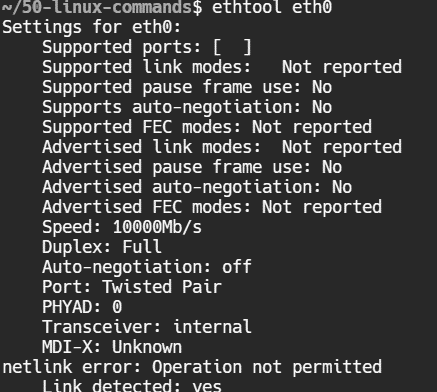 ~/50-linux-commands$ ethtool eth0
Settings for eth0:
    Supported ports: [  ]
    Supported link modes:   Not reported
    Supported pause frame use: No
    Supports auto-negotiation: No
    Supported FEC modes: Not reported
    Advertised link modes:  Not reported
    Advertised pause frame use: No
    Advertised auto-negotiation: No
    Advertised FEC modes: Not reported
    Speed: 10000Mb/s
    Duplex: Full
    Auto-negotiation: off
    Port: Twisted Pair
    PHYAD: 0
    Transceiver: internal
    MDI-X: Unknown
netlink error: Operation not permitted
    Link detected: yes